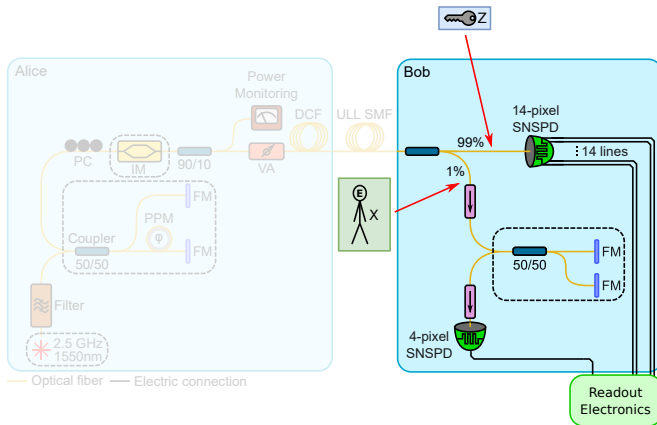 Z
Alice
Bob
Power
Monitoring
14-pixel
SNSPD
DCF
ULL SMF
PC
IM
90/10
VA
99%
14 lines
1%
E
X
FM
PPM
φ
Coupler
50/50
FM
50/50
FM
FM
Filter
2.5 GHz
1550nm
4-pixel
SNSPD
Optical fiber
Electric connection
Readout
Electronics